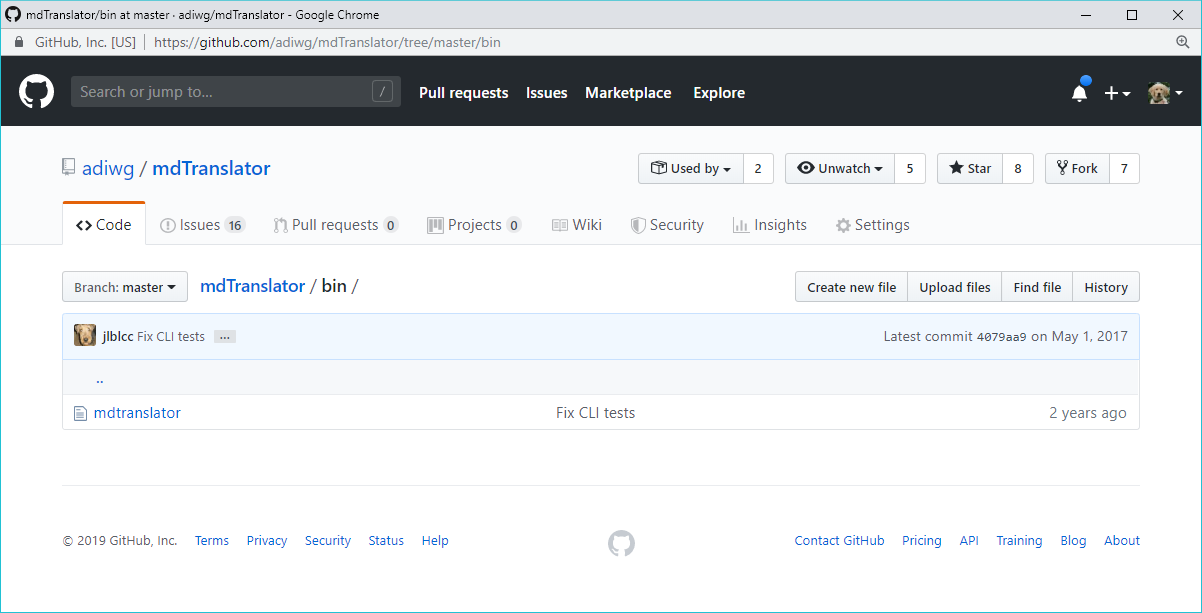 mdTranslator/bin at master · adiwg/mdTranslator - Google Chrome
GitHub, Inc. [US] https://github.com/adiwg/mdTranslator/tree/master/bin
Search or jump to... / Pull requests Issues Marketplace Explore
adiwg / mdTranslator Used by 2 Unwatch 5 Star 8 Fork 7
Code Issues 16 Pull requests 0 Projects 0 Wiki Security Insights Settings
Branch: master mdTranslator / bin / Create new file Upload files Find file History
jlblcc Fix CLI tests ... Latest commit 4079aa9 on May 1, 2017
..
mdtranslator Fix CLI tests 2 years ago
© 2019 GitHub, Inc. Terms Privacy Security Status Help Contact GitHub Pricing API Training Blog About